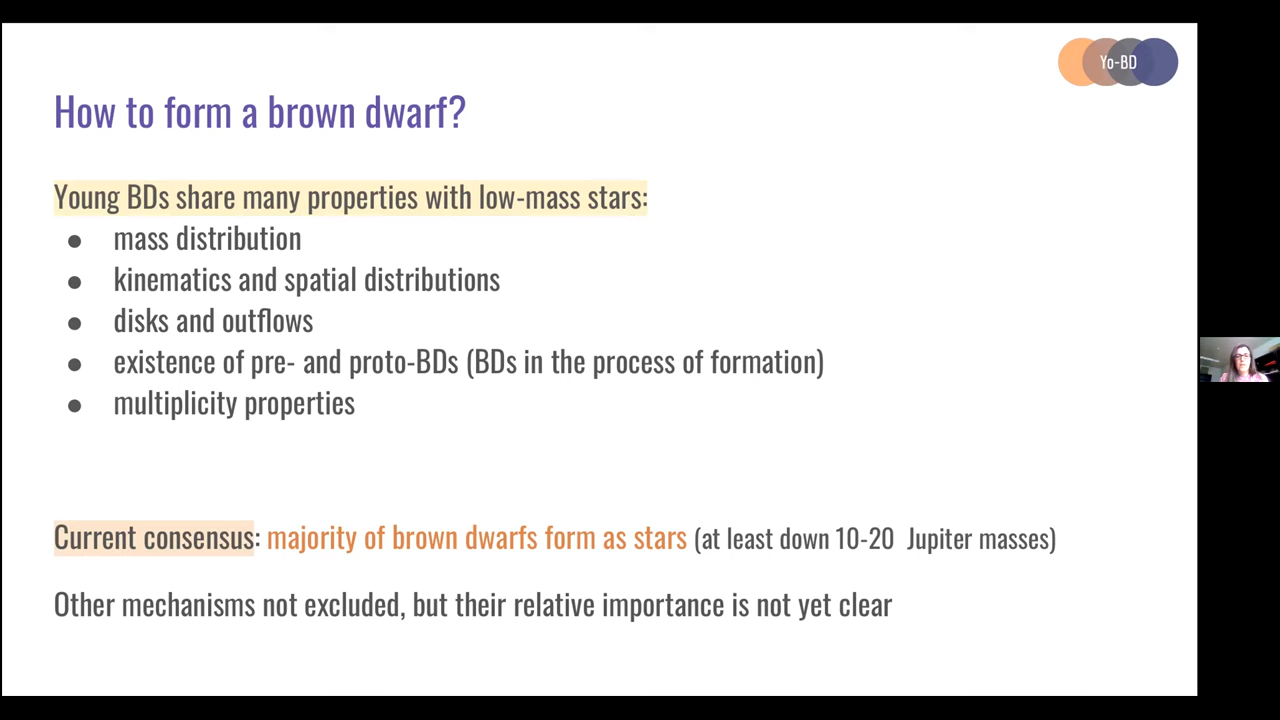 Yo-BD
How to form a brown dwarf?
Young BDs share many properties with low-mass stars:
● mass distribution
● kinematics and spatial distributions
● disks and outflows
● existence of pre- and proto-BDs (BDs in the process of formation)
● multiplicity properties
Current consensus: majority of brown dwarfs form as stars (at least down 10-20 Jupiter masses)
Other mechanisms not excluded, but their relative importance is not yet clear